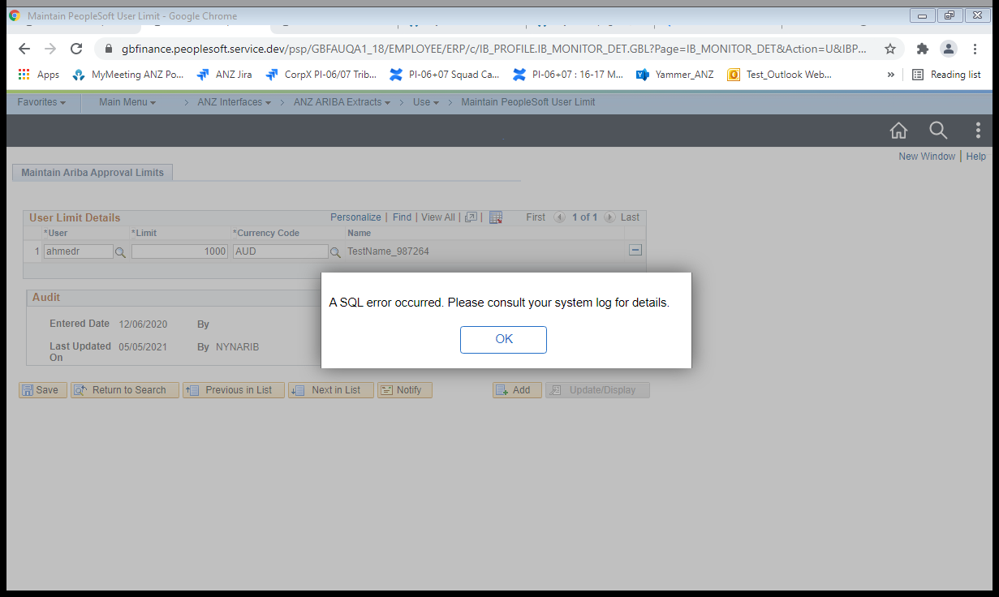 Maintain PeopleSoft User Limit - Google Chrome
gbfinance.peoplesoft.service.dev/psp/GBFAUQA1_18/EMPLOYEE/ERP/c/IB_PROFILE.IB_MONITOR_DET.GBL?Page=IB_MONITOR_DET&Action=U&IBP...
Apps MyMeeting ANZ Po... ANZ Jira CorpX PI-06/07 Trib... PI-06+07 Squad Ca... PI-06+07 : 16-17 M... Yammer_ANZ Test_Outlook Web... » Reading list
Favorites Main Menu > ANZ Interfaces > ANZ ARIBA Extracts > Use > Maintain PeopleSoft User Limit
New Window | Help
Maintain Ariba Approval Limits
User Limit Details Personalize | Find | View All | | First 1 of 1 Last
*User *Limit *Currency Code Name
1 ahmedr 1000 AUD TestName_987264
A SQL error occurred. Please consult your system log for details.
OK
Audit
Entered Date 12/06/2020 By
Last Updated On 05/05/2021 By NYNARIB
Save Return to Search Previous in List Next in List Notify Add Update/Display